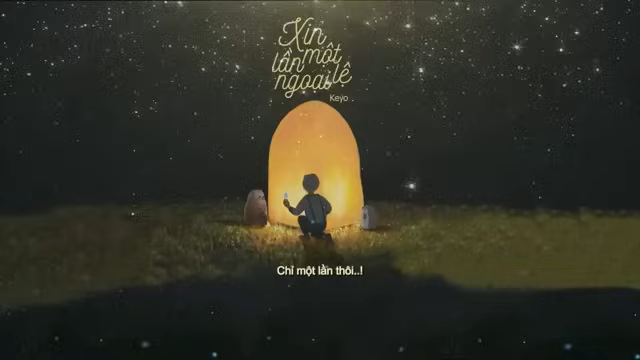 Xin
một
lần
ngoại lệ
Keyo
Chỉ một lần thôi..!